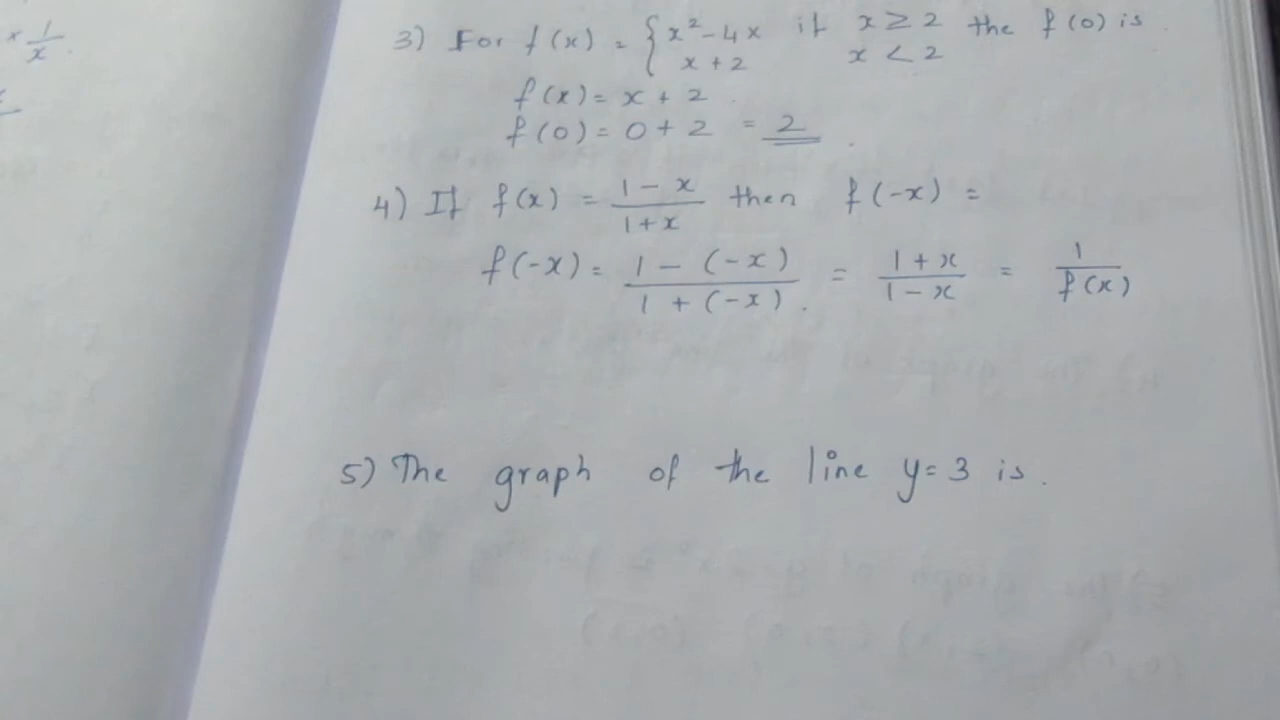 × 1/x.
3) For f(x) = { x² - 4x if x ≥ 2 the f(0) is.
x + 2 x < 2
f(x) = x + 2.
f(0) = 0 + 2 = 2.
4) If f(x) = (1 - x)/(1 + x) then f(-x) =
f(-x) = (1 - (-x))/(1 + (-x)). = (1 + x)/(1 - x) = 1/f(x)
5) The graph of the line y = 3 is.